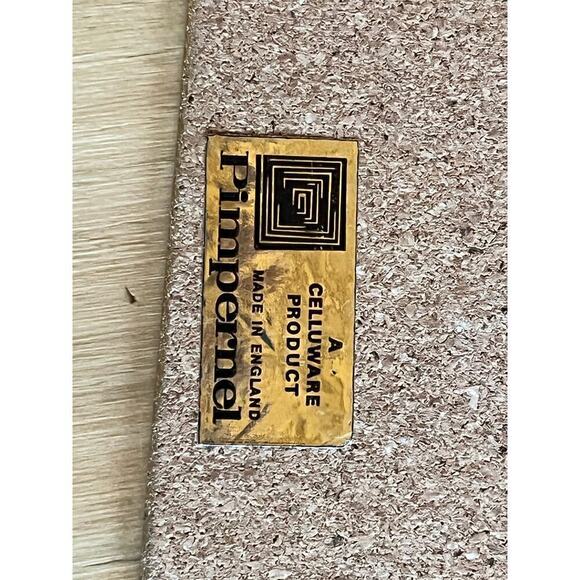 A
CELLUWARE
PRODUCT
MADE IN ENGLAND
Pimpernel